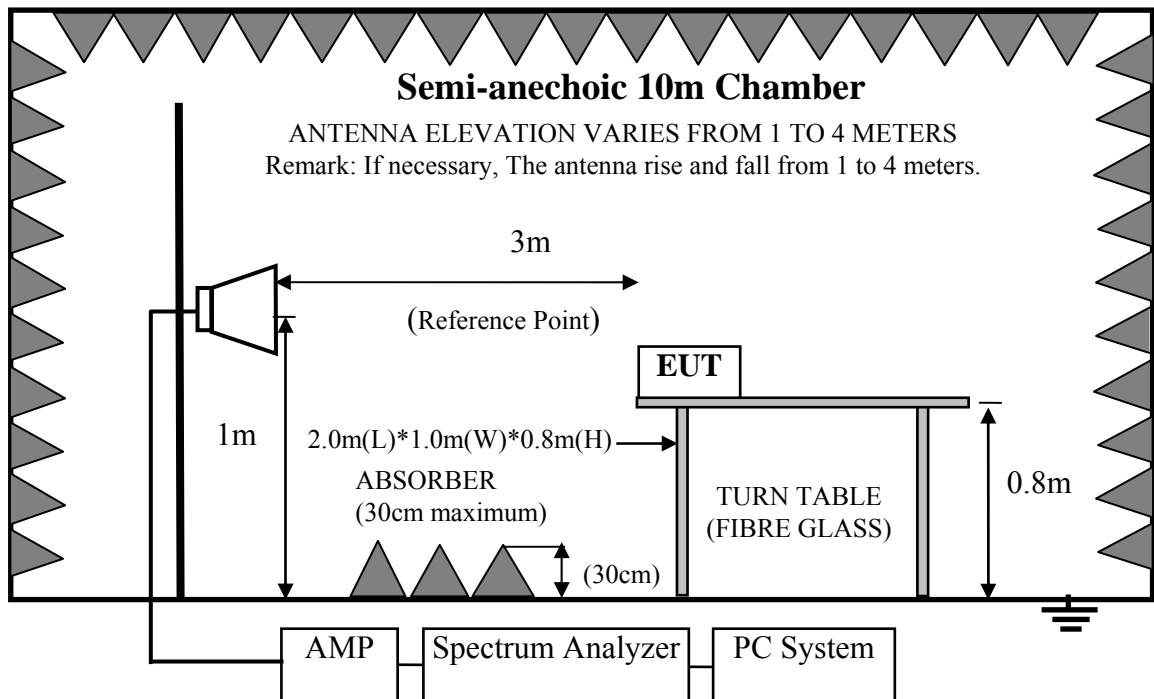 Semi-anechoic 10m Chamber
ANTENNA ELEVATION VARIES FROM 1 TO 4 METERS
Remark: If necessary, The antenna rise and fall from 1 to 4 meters.
3m
(Reference Point)
EUT
1m
2.0m(L)*1.0m(W)*0.8m(H)
ABSORBER
(30cm maximum)
(30cm)
TURN TABLE
(FIBRE GLASS)
0.8m
AMP
Spectrum Analyzer
PC System